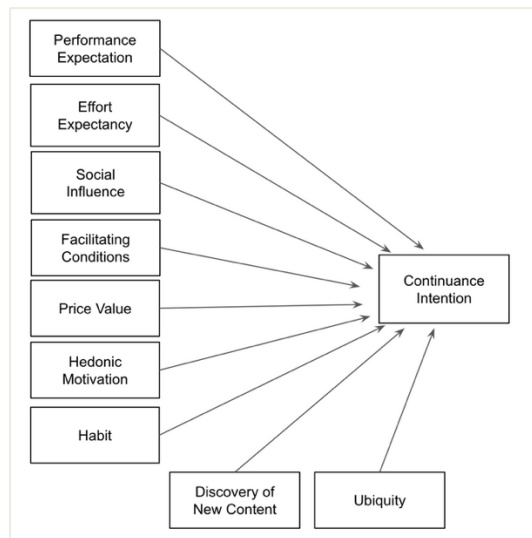 Performance
Expectation
Effort
Expectancy
Social
Influence
Facilitating
Conditions
Continuance
Intention
Price Value
Hedonic
Motivation
Habit
Discovery of
New Content
Ubiquity